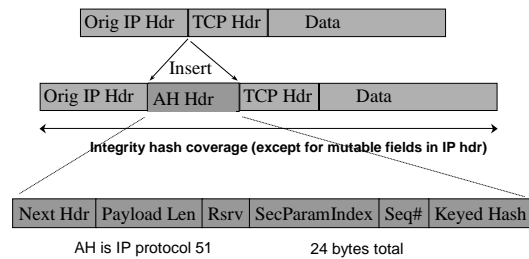 Orig IP Hdr TCP Hdr Data
Insert
Orig IP Hdr AH Hdr TCP Hdr Data
Integrity hash coverage (except for mutable fields in IP hdr)
Next Hdr Payload Len Rsrv SecParamIndex Seq# Keyed Hash
AH is IP protocol 51 24 bytes total